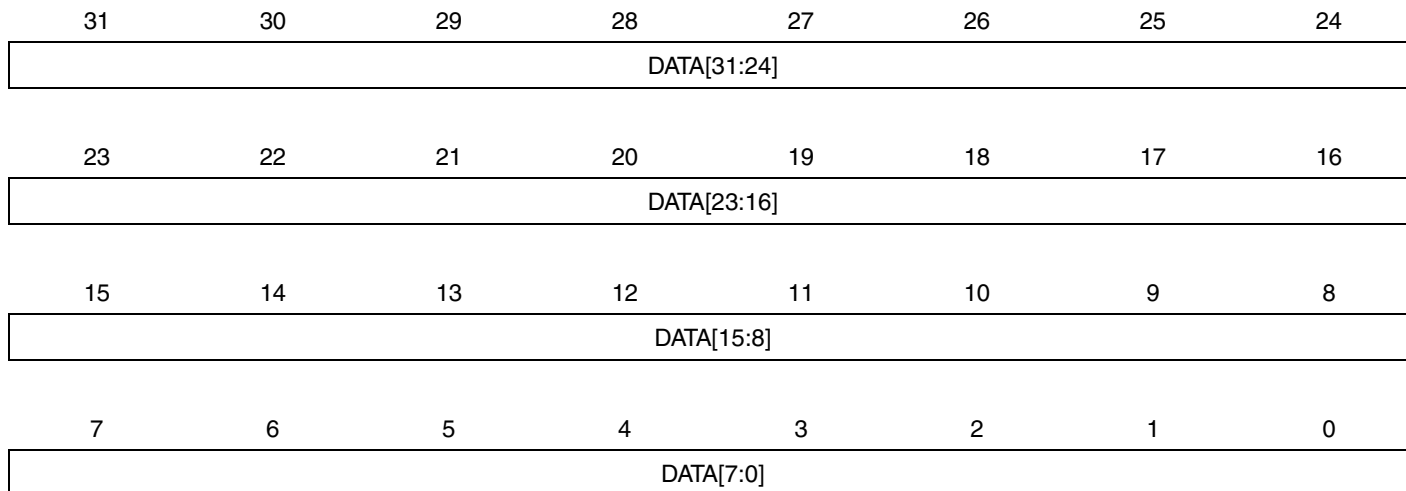 31 30 29 28 27 26 25 24
DATA[31:24]
23 22 21 20 19 18 17 16
DATA[23:16]
15 14 13 12 11 10 9 8
DATA[15:8]
7 6 5 4 3 2 1 0
DATA[7:0]